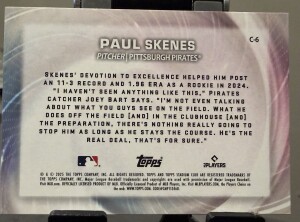 PAUL SKENES
C-6
PITCHER | PITTSBURGH PIRATES®
SKENES' DEVOTION TO EXCELLENCE HELPED HIM POST
AN 11-3 RECORD AND 1.96 ERA AS A ROOKIE IN 2024.
"I HAVEN'T SEEN ANYTHING LIKE THIS," PIRATES
CATCHER JOEY BART SAYS. "I'M NOT EVEN TALKING
ABOUT WHAT YOU GUYS SEE ON THE FIELD. WHAT HE
DOES OFF THE FIELD [AND] IN THE CLUBHOUSE [AND]
THE PREPARATION, THERE'S NOTHING REALLY GOING
TO STOP HIM AS LONG AS HE STAYS THE COURSE. HE'S THE
REAL DEAL, THAT'S FOR SURE."
Topps
PLAYERS